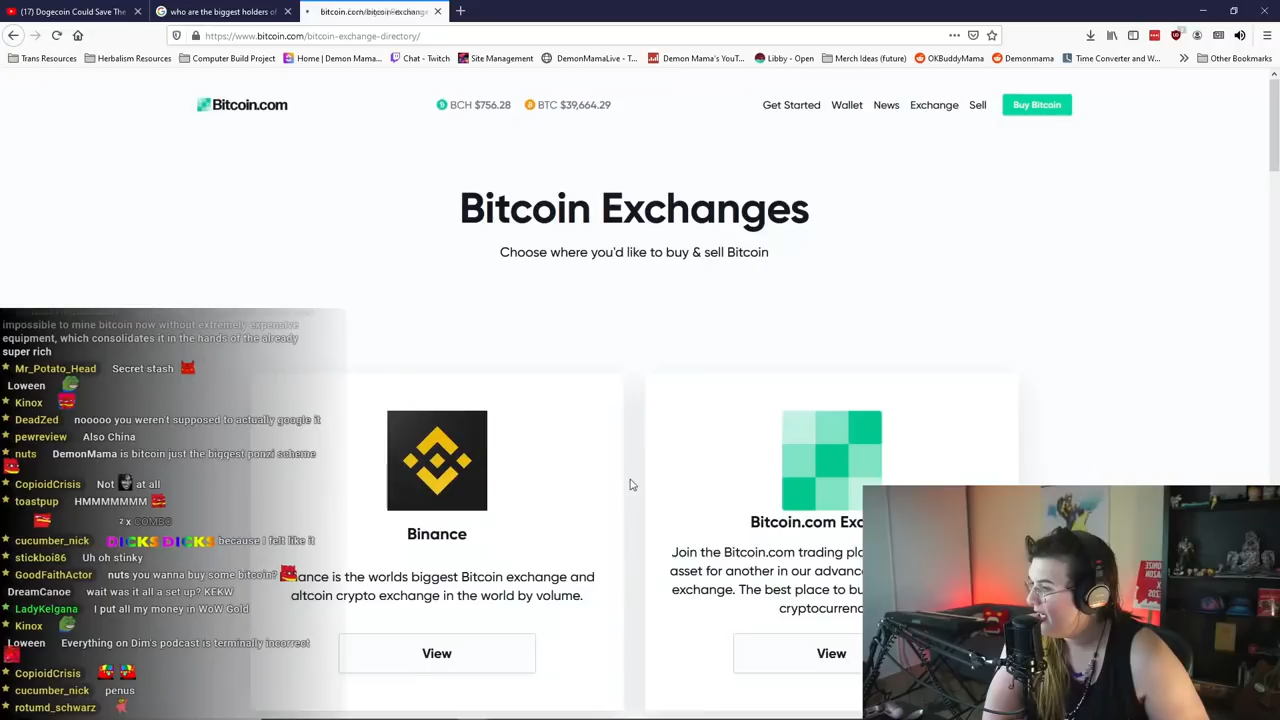 (17) Dogecoin Could Save The
who are the biggest holders of
bitcoin.com/bitcoin-exchange
https://www.bitcoin.com/bitcoin-exchange-directory/
Trans Resources
Herbalism Resources
Computer Build Project
Home | Demon Mama...
Chat - Twitch
Site Management
DemonMamaLive - T...
Demon Mama's YouT...
Libby - Open
Merch Ideas (future)
OKBuddyMama
Demonmama
Time Converter and W...
Other Bookmarks
Bitcoin.com
BCH $756.28
BTC $39,664.29
Get Started
Wallet
News
Exchange
Sell
Buy Bitcoin
Bitcoin Exchanges
Choose where you'd like to buy & sell Bitcoin
impossible to mine bitcoin now without extremely expensive
equipment, which consolidates it in the hands of the already
super rich
Mr_Potato_Head Secret stash
Loween
Kinox
DeadZed nooooo you weren't supposed to actually google it
pewreview Also China
nuts DemonMama is bitcoin just the biggest ponzi scheme
CopioidCrisis Not at all
toastpup HMMMMMMM
2 x COMBO
cucumber_nick DICKS DICKS because I felt like it
stickboi86 Uh oh stinky
GoodFaithActor nuts you wanna buy some bitcoin?
DreamCanoe wait was it all a set up? KEKW
LadyKelgana I put all my money in WoW Gold
Kinox
Loween Everything on Dim's podcast is terminally incorrect
CopioidCrisis
cucumber_nick penus
rotumd_schwarz
Binance
ance is the worlds biggest Bitcoin exchange and
altcoin crypto exchange in the world by volume.
View
Bitcoin.com Exc
Join the Bitcoin.com trading pla
asset for another in our advance
exchange. The best place to bu
cryptocurrenc
View